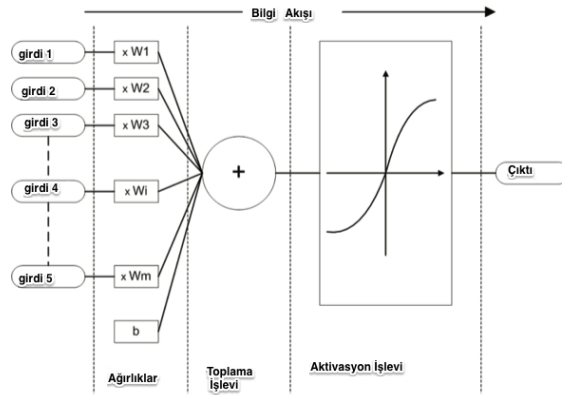 Bilgi Akışı
girdi 1
x W1
girdi 2
x W2
girdi 3
x W3
girdi 4
x Wi
girdi 5
x Wm
b
+
Çıktı
Ağırlıklar
Toplama
İşlevi
Aktivasyon İşlevi